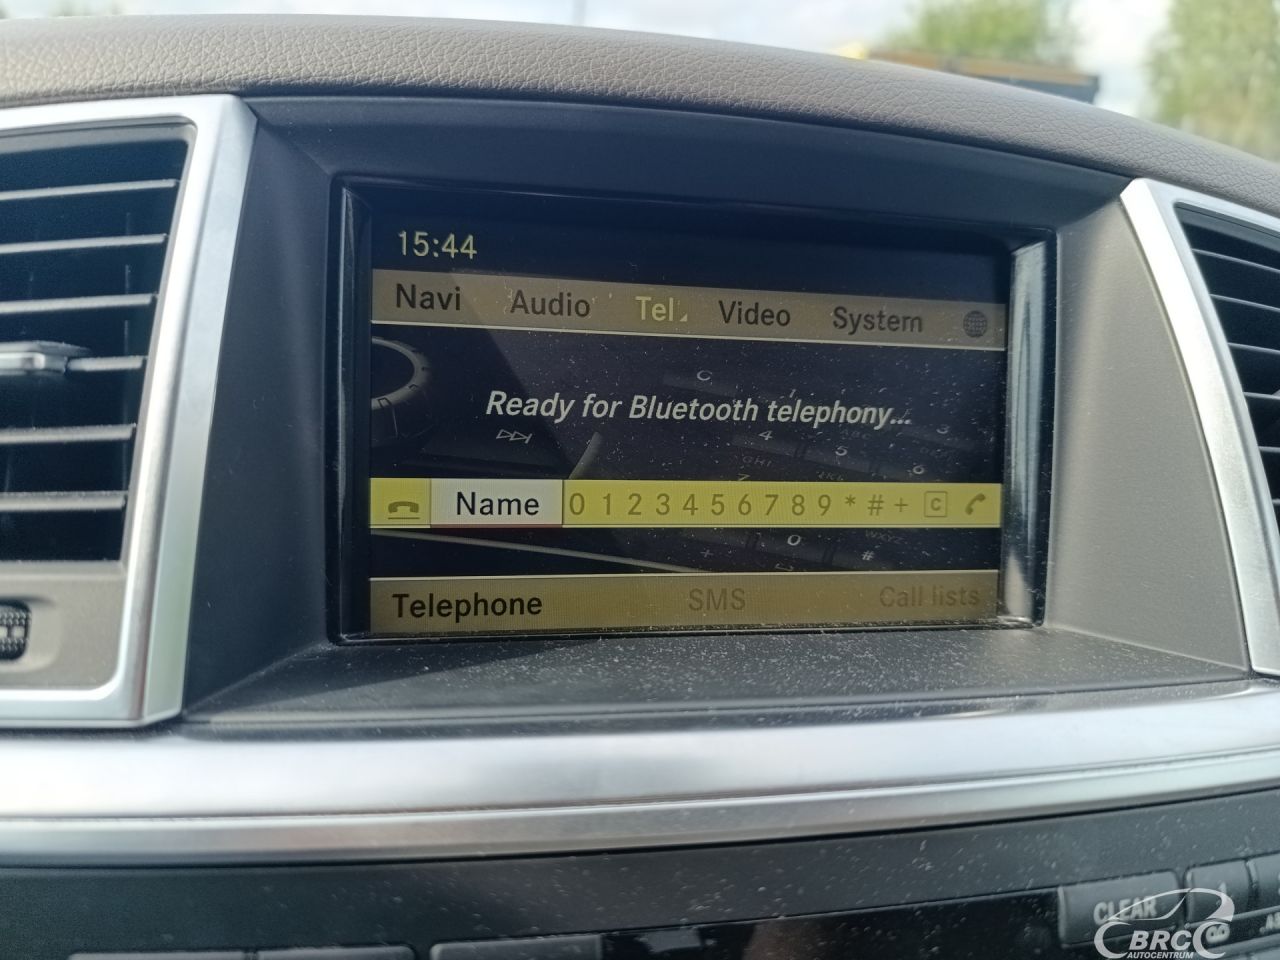 15:44
Navi Audio Tel Video System
Ready for Bluetooth telephony...
Name 0 1 2 3 4 5 6 7 8 9 * # + C
Telephone SMS Call lists
CLEAR
BRC
AUTOCENTRUM